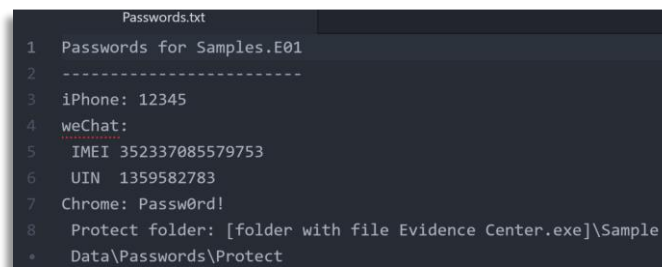 Passwords.txt
1 Passwords for Samples.E01
2 -------------------------
3 iPhone: 12345
4 weChat:
5 IMEI 352337085579753
6 UIN 1359582783
7 Chrome: Passw0rd!
8 Protect folder: [folder with file Evidence Center.exe]\Sample
• Data\Passwords\Protect